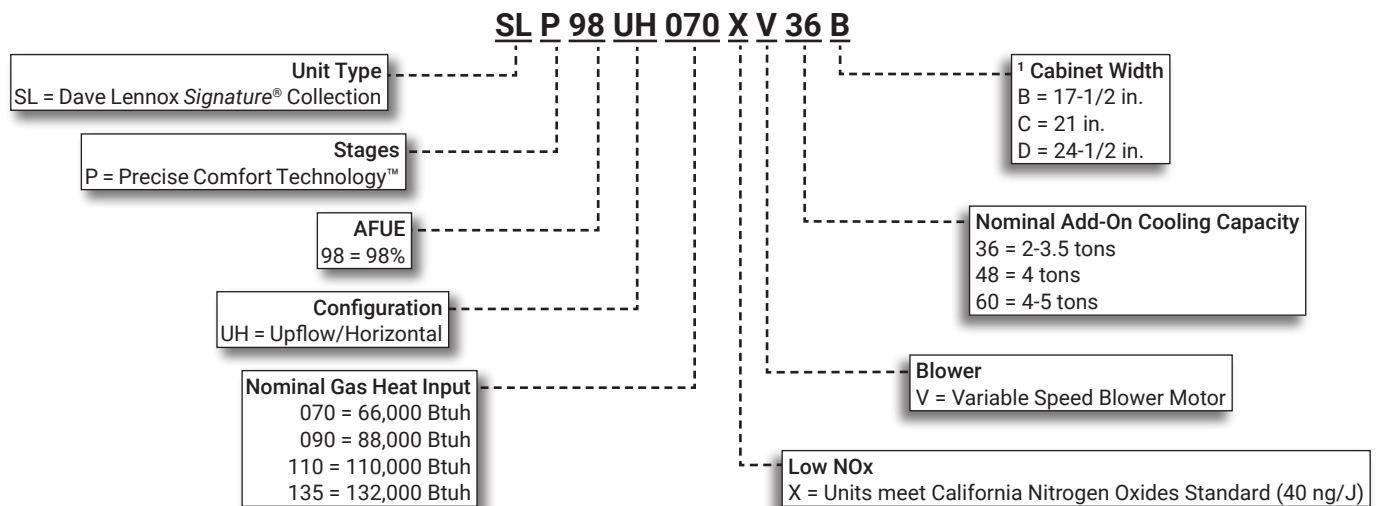 SL P 98 UH 070 X V 36 B
Unit Type
SL = Dave Lennox Signature® Collection
Stages
P = Precise Comfort Technology™
AFUE
98 = 98%
Configuration
UH = Upflow/Horizontal
Nominal Gas Heat Input
070 = 66,000 Btuh
090 = 88,000 Btuh
110 = 110,000 Btuh
135 = 132,000 Btuh
¹ Cabinet Width
B = 17-1/2 in.
C = 21 in.
D = 24-1/2 in.
Nominal Add-On Cooling Capacity
36 = 2-3.5 tons
48 = 4 tons
60 = 4-5 tons
Blower
V = Variable Speed Blower Motor
Low NOx
X = Units meet California Nitrogen Oxides Standard (40 ng/J)